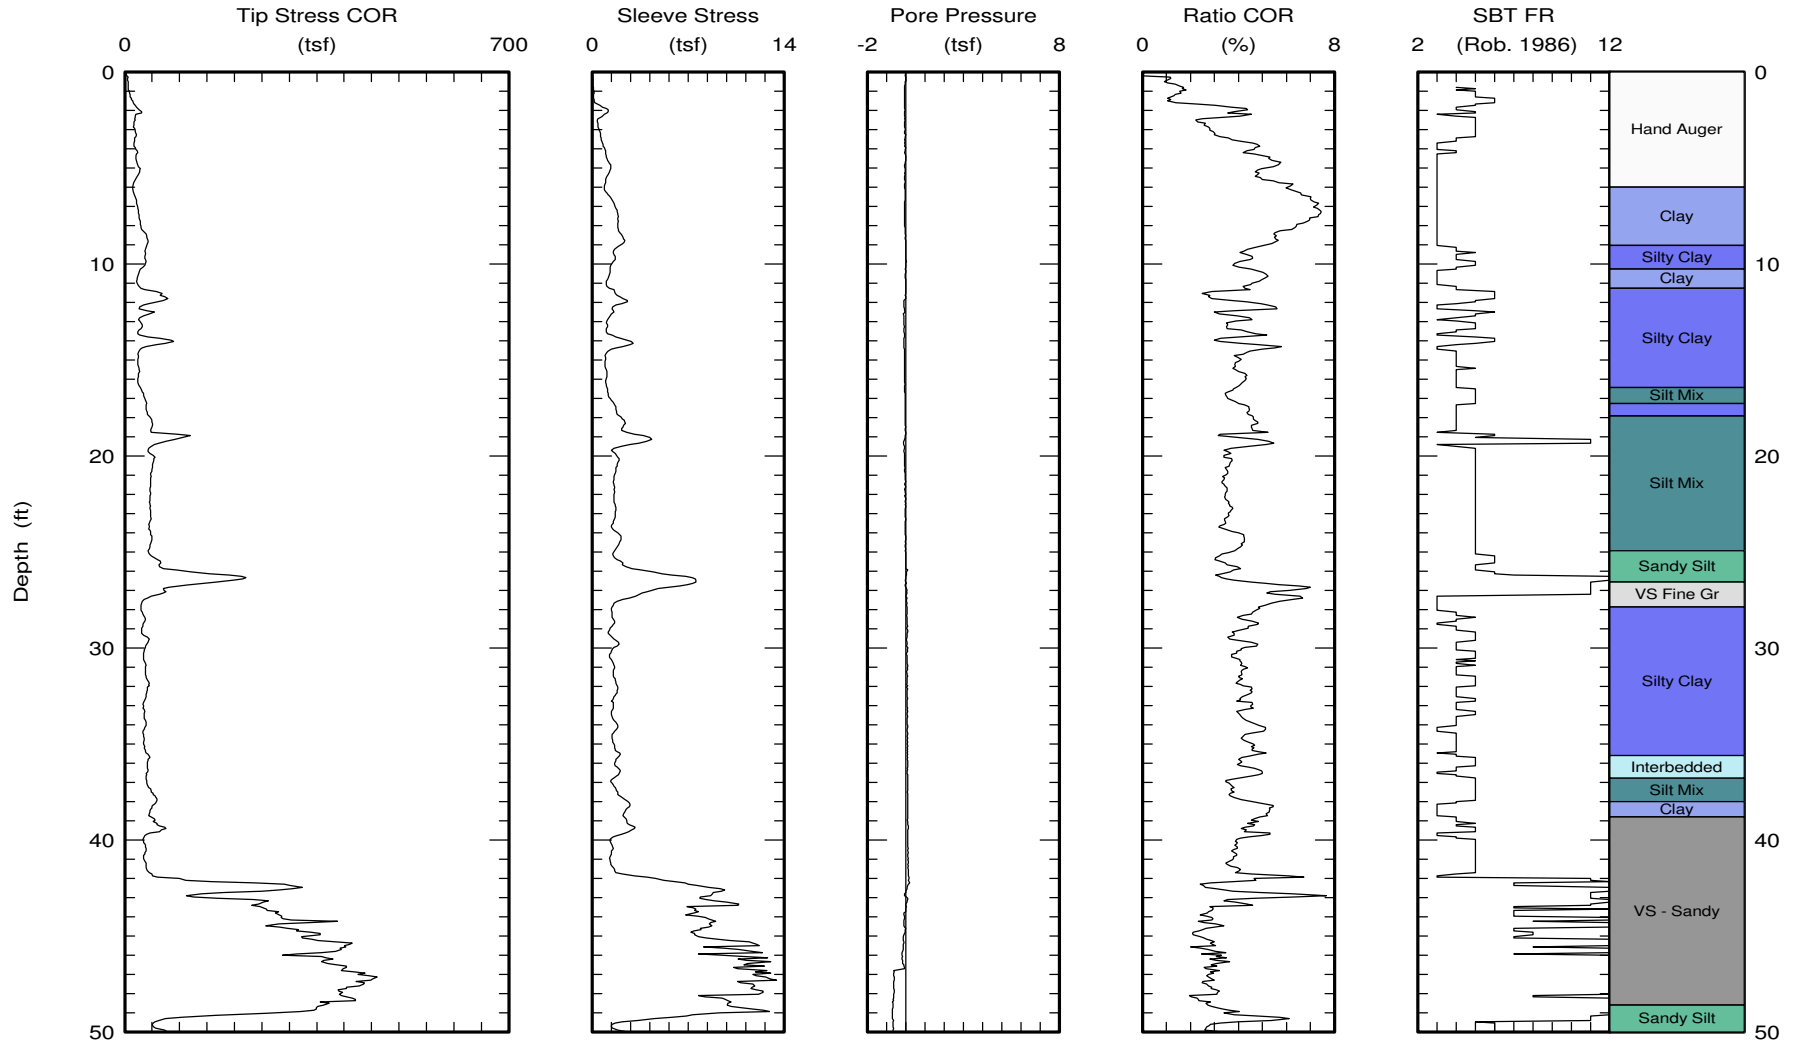 Tip Stress COR Sleeve Stress Pore Pressure Ratio COR SBT FR
0 (tsf) 700 0 (tsf) 14 -2 (tsf) 8 0 (%) 8 2 (Rob. 1986) 12
0 0
Hand Auger
Clay
Silty Clay
10 10
Clay
Silty Clay
Silt Mix
20 20
Silt Mix
Depth (ft)
Sandy Silt
VS Fine Gr
30 30
Silty Clay
Interbedded
Silt Mix
Clay
40 40
VS - Sandy
Sandy Silt
50 50